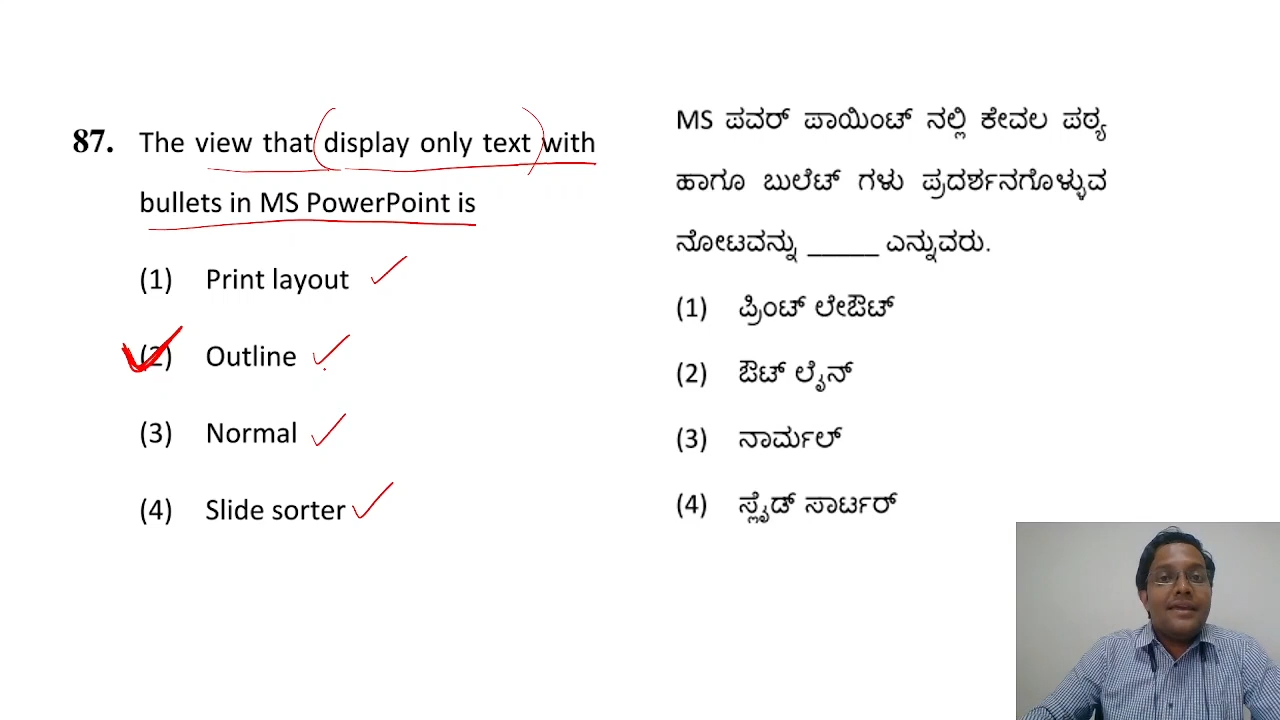 87. The view that display only text with
bullets in MS PowerPoint is
(1) Print layout
(2) Outline
(3) Normal
(4) Slide sorter
MS ಪವರ್ ಪಾಯಿಂಟ್ ನಲ್ಲಿ ಕೇವಲ ಪಠ್ಯ
ಹಾಗೂ ಬುಲೆಟ್ ಗಳು ಪ್ರದರ್ಶನಗೊಳ್ಳುವ
ನೋಟವನ್ನು _____ ಎನ್ನುವರು.
(1) ಪ್ರಿಂಟ್ ಲೇಔಟ್
(2) ಔಟ್ ಲೈನ್
(3) ನಾರ್ಮಲ್
(4) ಸ್ಲೈಡ್ ಸಾರ್ಟರ್